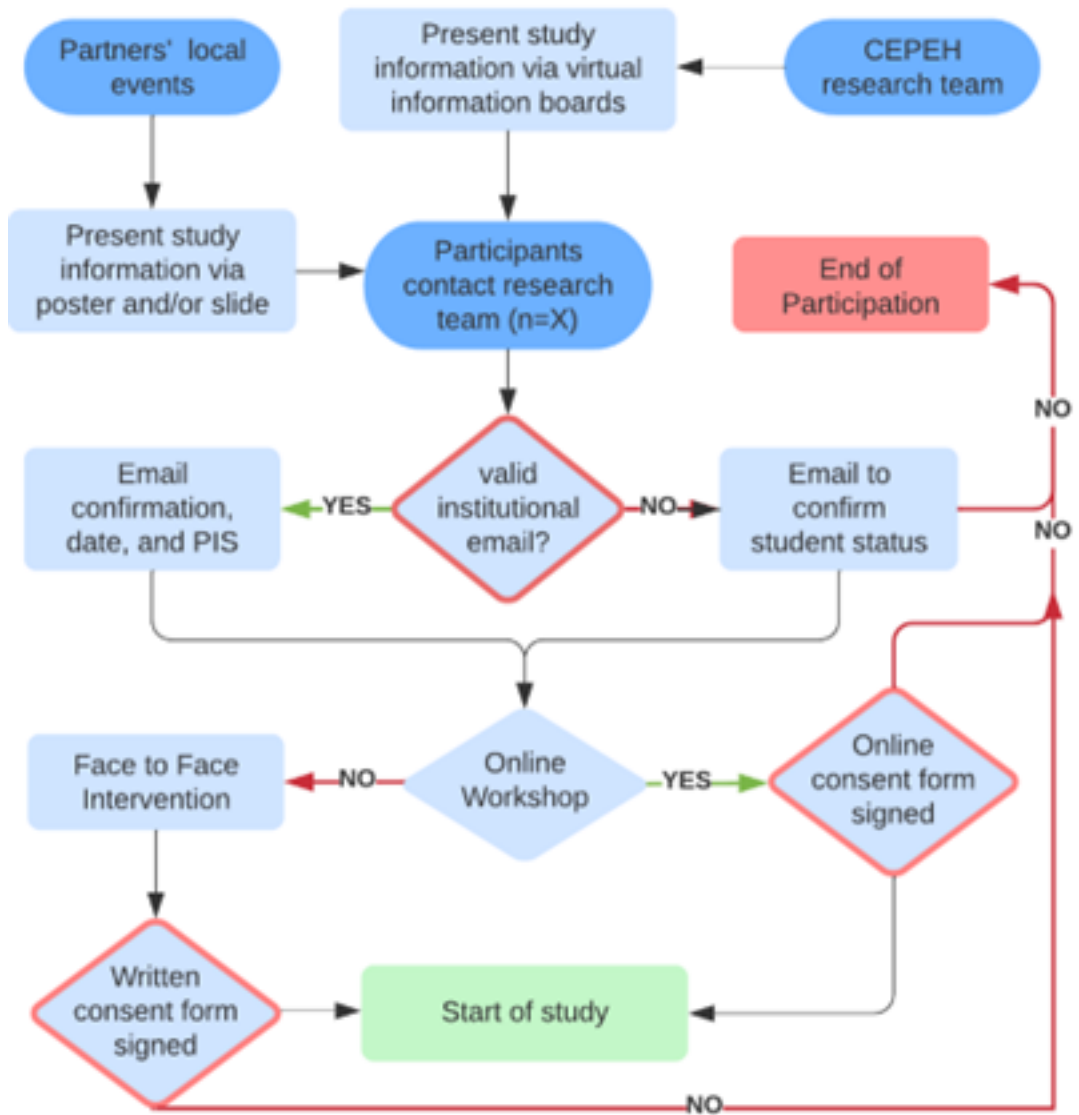 Partners' local
events
Present study
information via virtual
information boards
CEPEH
research team
Present study
information via
poster and/or slide
Participants
contact research
team (n=X)
End of
Participation
NO
Email
confirmation,
date, and PIS
YES
valid
institutional
email?
NO
Email to
confirm
student status
NO
Face to Face
Intervention
NO
Online
Workshop
YES
Online
consent form
signed
Written
consent form
signed
Start of study
NO